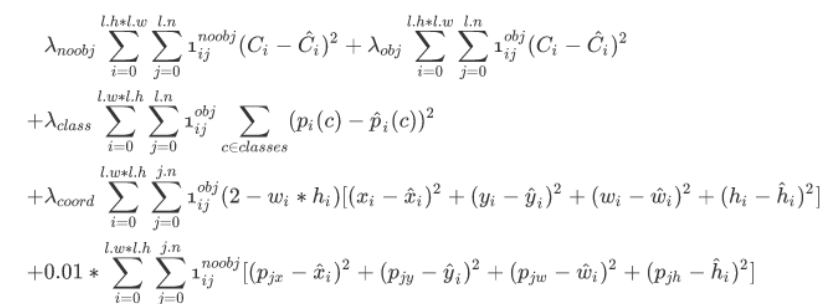 λ_{noobj} \sum_{i=0}^{l.h*l.w} \sum_{j=0}^{l.n} 1_{ij}^{noobj} (C_i - \hat{C}_i)^2 + λ_{obj} \sum_{i=0}^{l.h*l.w} \sum_{j=0}^{l.n} 1_{ij}^{obj} (C_i - \hat{C}_i)^2
+λ_{class} \sum_{i=0}^{l.w*l.h} \sum_{j=0}^{l.n} 1_{ij}^{obj} \sum_{c∈classes} (p_i(c) - \hat{p}_i(c))^2
+λ_{coord} \sum_{i=0}^{l.w*l.h} \sum_{j=0}^{j.n} 1_{ij}^{obj} (2 - w_i * h_i)[(x_i - \hat{x}_i)^2 + (y_i - \hat{y}_i)^2 + (w_i - \hat{w}_i)^2 + (h_i - \hat{h}_i)^2]
+0.01 * \sum_{i=0}^{l.w*l.h} \sum_{j=0}^{j.n} 1_{ij}^{noobj} [(p_{jx} - \hat{x}_i)^2 + (p_{jy} - \hat{y}_i)^2 + (p_{jw} - \hat{w}_i)^2 + (p_{jh} - \hat{h}_i)^2]